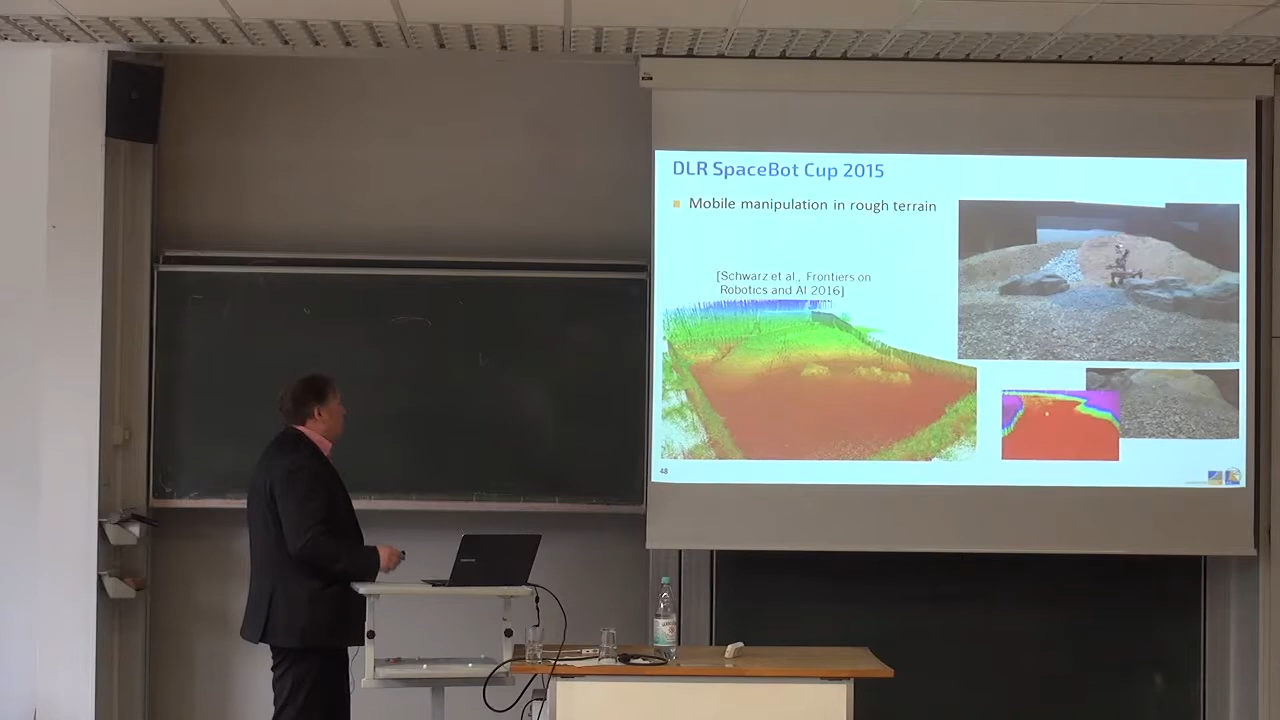 DLR SpaceBot Cup 2015
Mobile manipulation in rough terrain
[Schwarz et al., Frontiers on
Robotics and AI 2016]
48
SAMSUNG